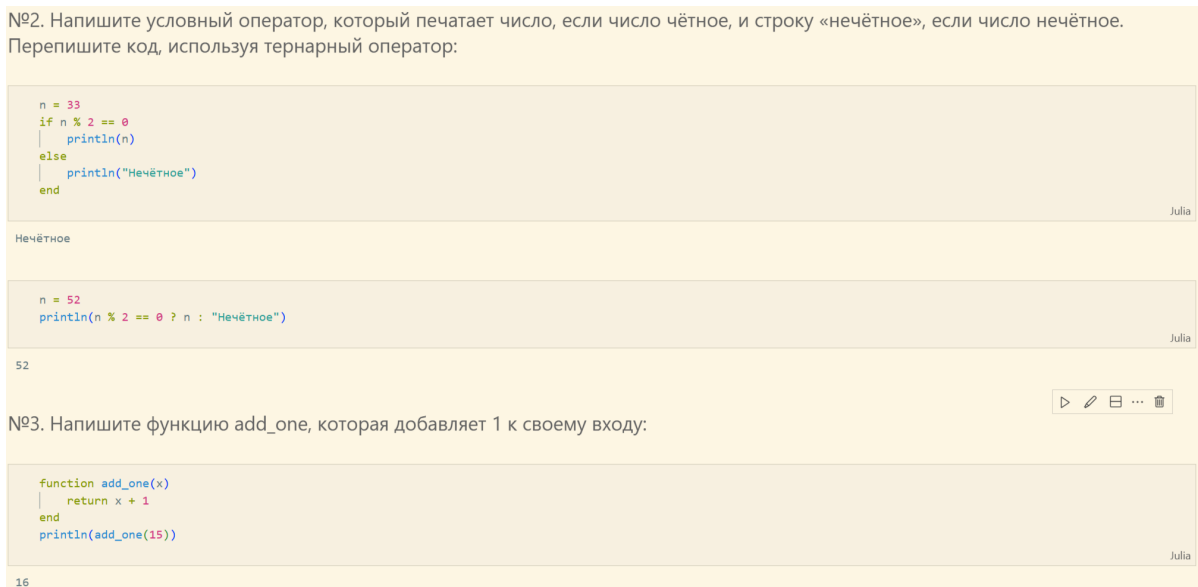 №2. Напишите условный оператор, который печатает число, если число чётное, и строку «нечётное», если число нечётное.
Перепишите код, используя тернарный оператор:
n = 33
if n % 2 == 0
    println(n)
else
    println("Нечётное")
end
Julia
Нечётное
n = 52
println(n % 2 == 0 ? n : "Нечётное")
Julia
52
№3. Напишите функцию add_one, которая добавляет 1 к своему входу:
function add_one(x)
    return x + 1
end
println(add_one(15))
Julia
16